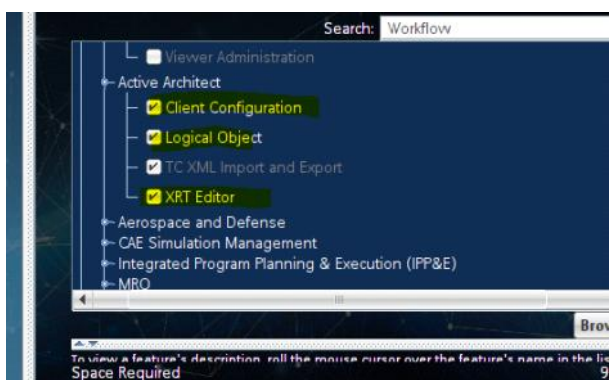 Search: Workflow
Viewer Administration
Active Architect
Client Configuration
Logical Object
TC XML Import and Export
XRT Editor
Aerospace and Defense
CAE Simulation Management
Integrated Program Planning & Execution (IPP&E)
MRO
Brov
To view a feature's description, roll the mouse cursor over the feature's name in the lis
Space Required 9